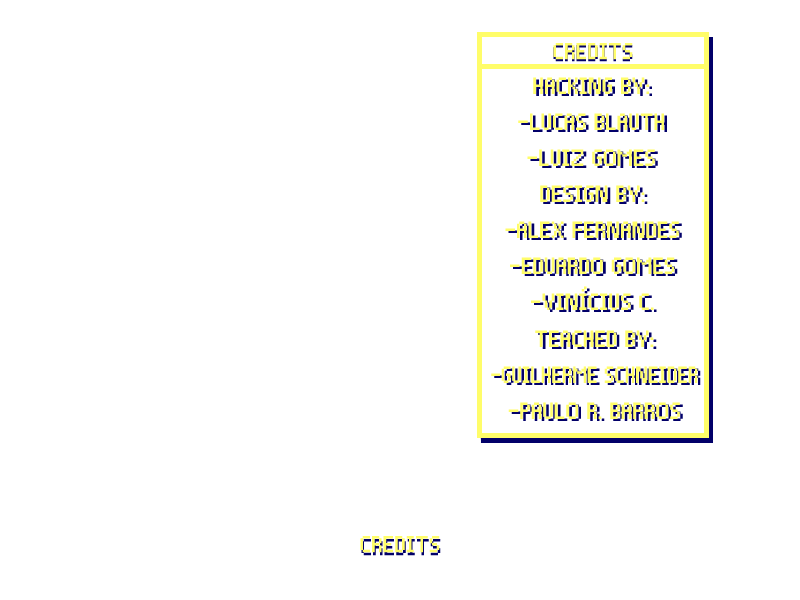 CREDITS
HACKING BY:
-LUCAS BLAUTH
-LUIZ GOMES
DESIGN BY:
-ALEX FERNANDES
-EDUARDO GOMES
-VINÍCIUS C.
TEACHED BY:
-GUILHERME SCHNEIDER
-PAULO R. BARROS
CREDITS